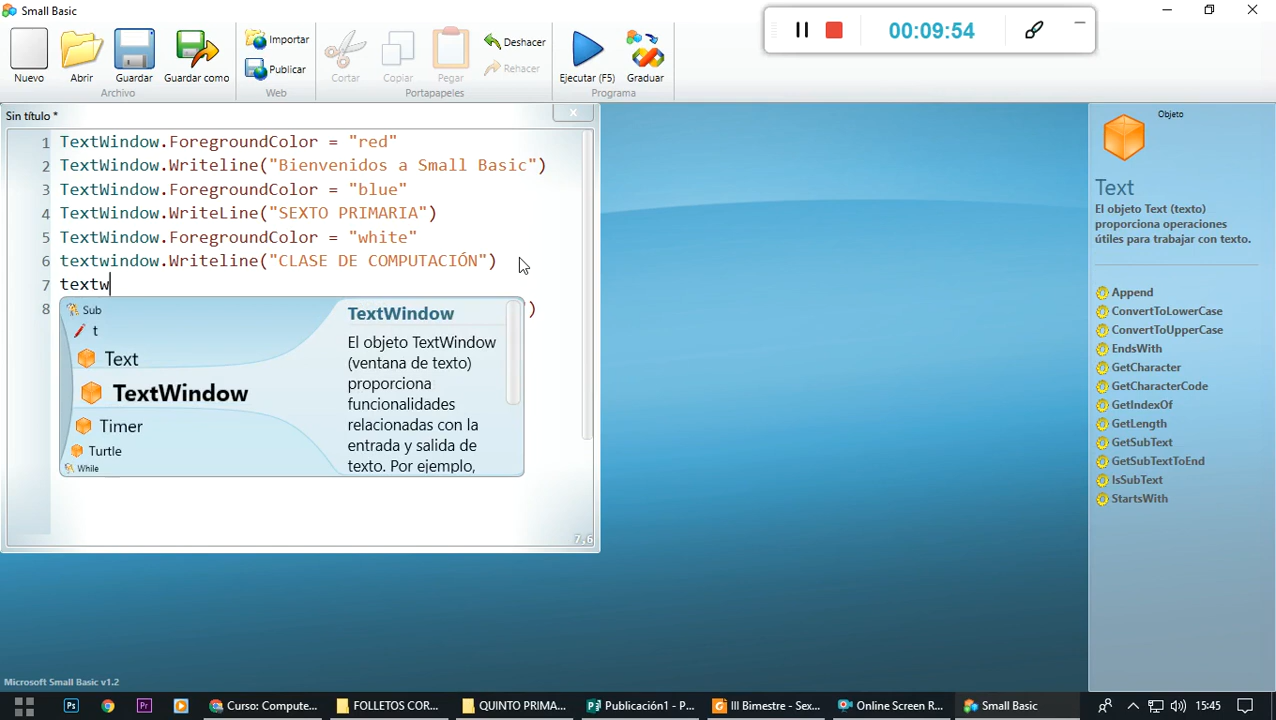 Small Basic
00:09:54
Nuevo
Abrir
Guardar
Guardar como
Archivo
Importar
Publicar
Web
Cortar
Copiar
Pegar
Portapapeles
Deshacer
Rehacer
Ejecutar (F5)
Graduar
Programa
Sin título *
1 TextWindow.ForegroundColor = "red"
2 TextWindow.Writeline("Bienvenidos a Small Basic")
3 TextWindow.ForegroundColor = "blue"
4 TextWindow.WriteLine("SEXTO PRIMARIA")
5 TextWindow.ForegroundColor = "white"
6 textwindow.Writeline("CLASE DE COMPUTACIÓN")
7 textw
8 ")
Sub
t
Text
TextWindow
Timer
Turtle
While
TextWindow
El objeto TextWindow
(ventana de texto)
proporciona
funcionalidades
relacionadas con la
entrada y salida de
texto. Por ejemplo,
7,6
Objeto
Text
El objeto Text (texto)
proporciona operaciones
útiles para trabajar con texto.
Append
ConvertToLowerCase
ConvertToUpperCase
EndsWith
GetCharacter
GetCharacterCode
GetIndexOf
GetLength
GetSubText
GetSubTextToEnd
IsSubText
StartsWith
Microsoft Small Basic v1.2
Ps
Pr
Curso: Compute...
FOLLETOS COR...
QUINTO PRIMA...
Publicación1 - P...
III Bimestre - Sex...
Online Screen R...
Small Basic
15:45